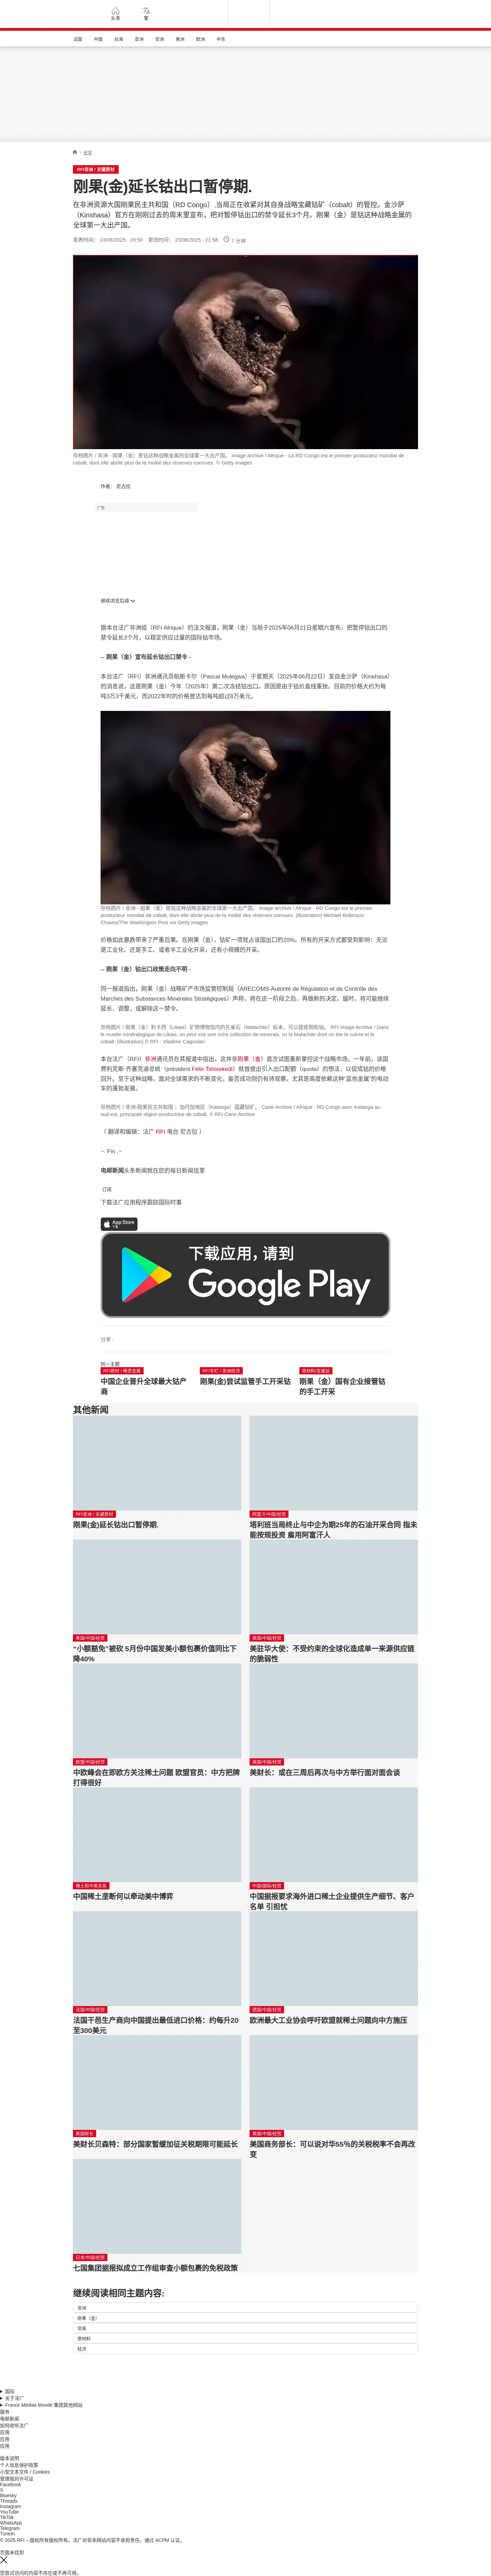 头条
繁
法国
中国
台海
亚洲
非洲
美洲
欧洲
中东
/ 经贸
RFI非洲 / 关键原材
刚果(金)延长钴出口暂停期.
在非洲资源大国刚果民主共和国（RD Congo）,当局正在收紧对其自身战略宝藏钴矿（cobalt）的管控。金沙萨
（Kinshasa）官方在刚刚过去的周末里宣布，把对暂停钴出口的禁令延长3个月。刚果（金）是钴这种战略金属的
全球第一大出产国。
发表时间： 23/06/2025 - 20:50 更改时间： 23/06/2025 - 21:58 7 分钟
存档图片 / 非洲 - 刚果（金）是钴这种战略金属的全球第一大出产国。 Image archive / Afrique - La RD Congo est le premier producteur mondial de
cobalt, dont elle abrite plus de la moitié des réserves connues. © Getty Images
作者： 尼古拉
广告
继续浏览后续
据本台法广非洲组（RFI Afrique）的法文报道，刚果（金）当局于2025年06月21日星期六宣布，把暂停钴出口的
禁令延长3个月，以稳定供应过量的国际钴市场。
-- 刚果（金）宣布延长钴出口禁令 -
本台法广（RFI）非洲通讯员帕斯卡尔（Pascal Mulegwa）于星期天（2025年06月22日）发自金沙萨（Kinshasa）
的消息说，这是刚果（金）今年（2025年）第二次冻结钴出口。原因是由于钴价直线重挫。目前的价格大约为每
吨3万3千美元，而2022年时的价格曾达到每吨超过8万美元。
存档图片 / 非洲 - 刚果（金）是钴这种战略金属的全球第一大出产国。 Image archive / Afrique - RD Congo est le premier
producteur mondial de cobalt, dont elle abrite plus de la moitié des réserves connues. (illustration) Michael Robinson
Chavez/The Washington Post via Getty Images
价格如此暴跌带来了严重后果。在刚果（金），钴矿一项就占该国出口的20%。所有的开采方式都受到影响：无论
是工业化、还是手工、或者半工业化开采，还有小规模的开采。
-- 刚果（金）钴出口政策走向不明 -
同一报道指出，刚果（金）战略矿产市场监管控制局（ARECOMS-Autorité de Régulation et de Contrôle des
Marchés des Substances Minérales Stratégiques）声称，将在这一阶段之后，再做新的决定。届时，将可能继续
延长、调整，或解除这一禁令。
存档图片 / 刚果（金）利卡西（Likasi）矿物博物馆内的孔雀石（Malachite）标本，可以提炼铜和钴。 RFI Image Archive / Dans
le musée minéralogique de Likasi, on peut voir une riche collection de minerais. Ici la Malachite dont on tire le cuivre et le
cobalt. (illustration) © RFI - Vladimir Cagnolari
本台法广（RFI）非洲通讯员在其报道中指出，这并非刚果（金）首次试图重新掌控这个战略市场。一年前，该国
费利克斯·齐塞克迪总统（président Félix Tshisekedi）就曾提出引入出口配额（quota）的想法，以促成钴的价格
回升。至于这种战略，面对全球需求的不断变化，能否成功则仍有待观察，尤其是高度依赖这种“蓝色金属”的电动
车的蓬勃发展。
存档图片 / 非洲-刚果民主共和国： 加丹加地区（Katanga）蕴藏钴矿。 Carte Archive / Afrique : RD Congo avec Katanga au
sud-est, principale région productrice de cobalt. © RFI Carte Archive
（ 翻译和编辑：法广 RFI 电台 尼古拉 ）
~. Fin .~
电邮新闻头条新闻就在您的每日新闻信里
订阅
下载法广应用程序跟踪国际时事
App Store
下载
下载应用，请到
Google Play
分享 :
同一主题
RFI原材 / 稀贵金属
中国企业晋升全球最大钴产
商
RFI专栏 / 非洲经济
刚果(金)曾试监管手工开采钴
原材料/金属钴
刚果（金）国有企业接管钴
的手工开采
其他新闻
RFI非洲 / 关键原材
刚果(金)延长钴出口暂停期.
阿富汗/中国/经贸
塔利班当局终止与中企为期25年的石油开采合同 指未
能按规投资 雇用阿富汗人
美国/中国/经贸
“小额豁免”被砍 5月份中国发美小额包裹价值同比下
降40%
美国/中国/经贸
美驻华大使：不受约束的全球化造成单一来源供应链
的脆弱性
欧盟/中国/经贸
中欧峰会在即欧方关注稀土问题 欧盟官员：中方把牌
打得很好
美国/中国/经贸
美财长：或在三周后再次与中方举行面对面会谈
稀土和中美关系
中国稀土垄断何以牵动美中博弈
中国/国际/经贸
中国据报要求海外进口稀土企业提供生产细节、客户
名单 引担忧
法国/中国/经贸
法国干邑生产商向中国提出最低进口价格：约每升20
至300美元
德国/中国/经贸
欧洲最大工业协会呼吁欧盟就稀土问题向中方施压
美国财长
美财长贝森特：部分国家暂缓加征关税期限可能延长
美国/中国/经贸
美国商务部长：可以说对华55％的关税税率不会再改
变
日本/中国/经贸
七国集团据报拟成立工作组审查小额包裹的免税政策
继续阅读相同主题内容:
非洲
刚果（金）
贸易
原材料
经济
国际
关于法广
France Médias Monde 集团其他网站
服务
电邮新闻
如何收听法广
应用
应用
应用
版本说明
个人信息保护政策
小型文本文件 / Cookies
管理我的许可证
Facebook
X
Bluesky
Threads
Instagram
YouTube
TikTok
WhatsApp
Telegram
TuneIn
© 2025 RFI – 版权所有版权所有。法广对非本网站内容不承担责任。通过 ACPM 认证。
页面未找到
您尝试访问的内容不存在或不再可用。